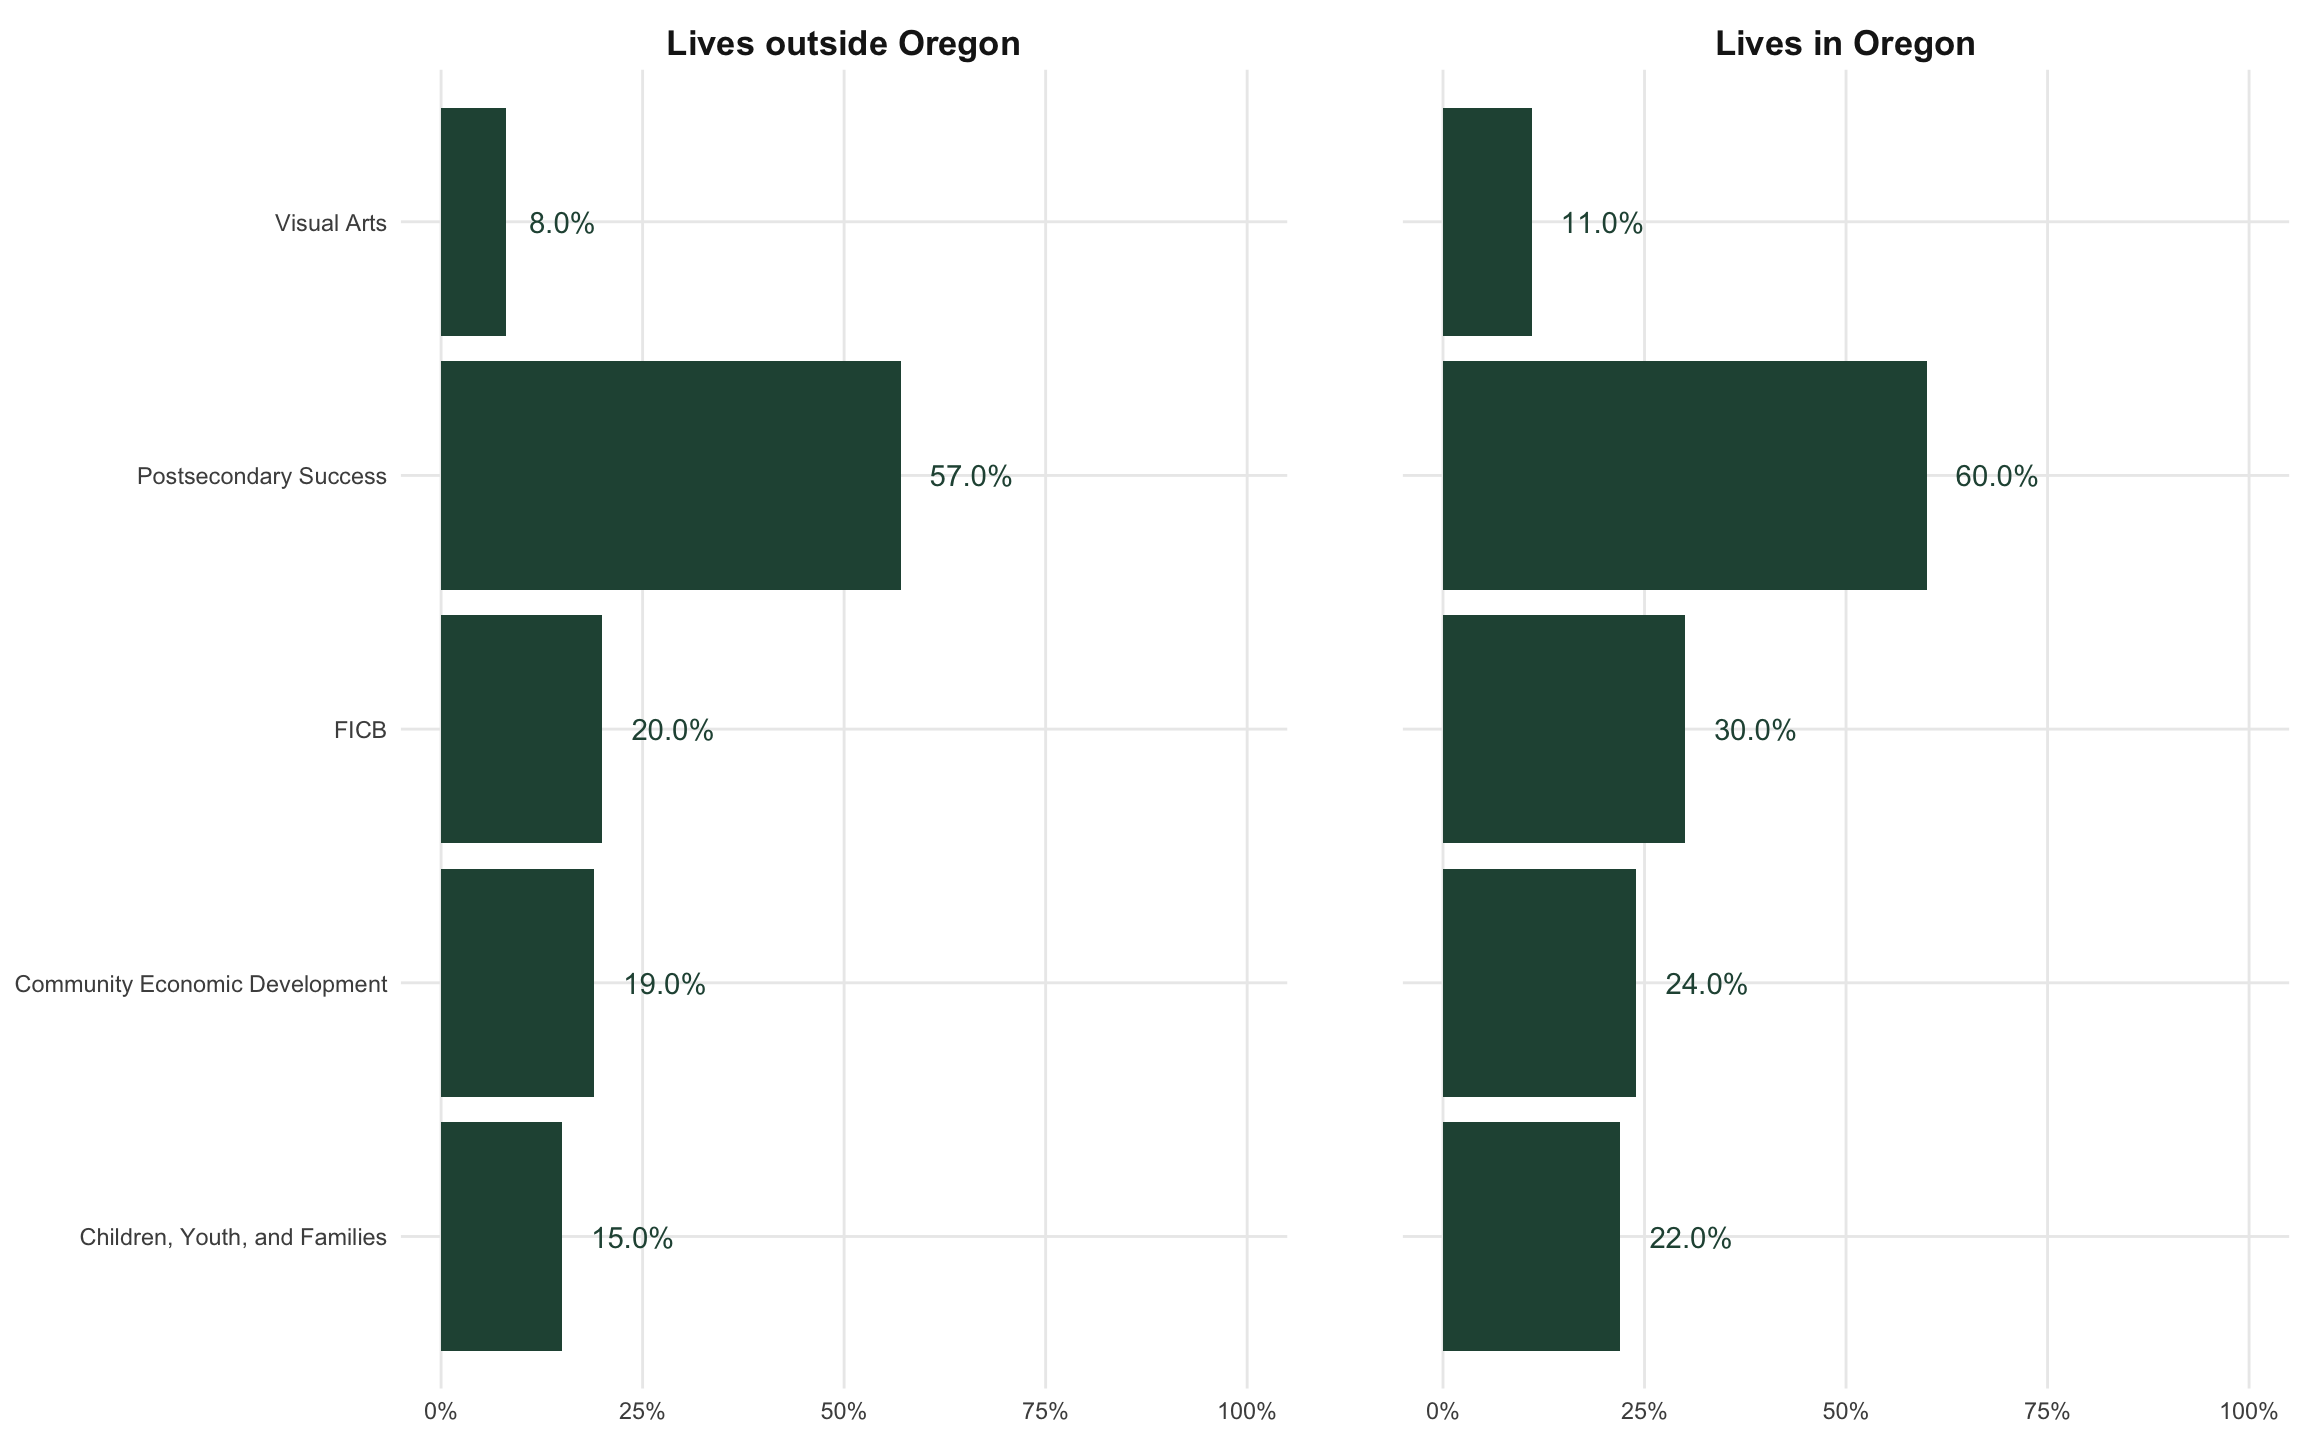 Lives outside Oregon
Lives in Oregon
Visual Arts 8.0% 11.0%
Postsecondary Success 57.0% 60.0%
FICB 20.0% 30.0%
Community Economic Development 19.0% 24.0%
Children, Youth, and Families 15.0% 22.0%
0% 25% 50% 75% 100% 0% 25% 50% 75% 100%